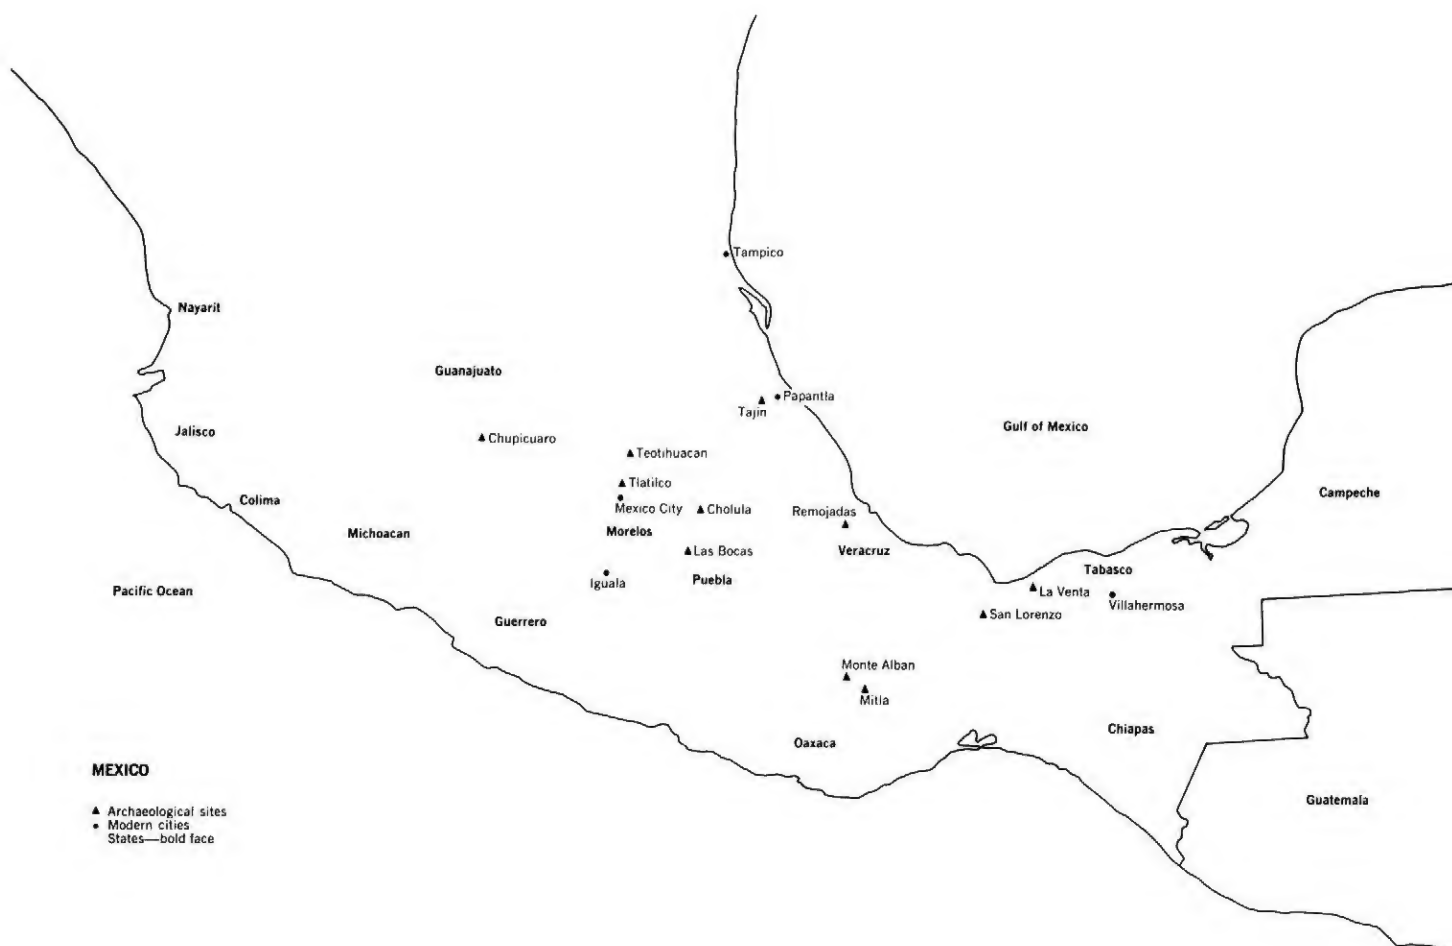 Tampico
Nayarit
Guanajuato
Papantla
Tajin
Gulf of Mexico
Jalisco
Chupicuaro
Teotihuacan
Tlatilco
Campeche
Colima
Mexico City
Cholula
Remojadas
Michoacan
Morelos
Las Bocas
Veracruz
Tabasco
Iguala
Puebla
Pacific Ocean
La Venta
Villahermosa
San Lorenzo
Guerrero
Monte Alban
Mitla
Chiapas
Oaxaca
MEXICO
Guatemala
▲ Archaeological sites
• Modern cities
States—bold face